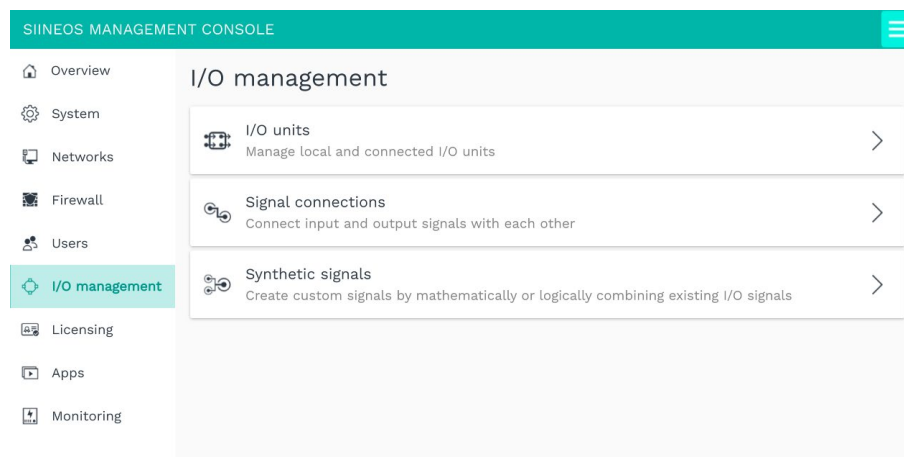 SIINEOS MANAGEMENT CONSOLE
Overview
System
Networks
Firewall
Users
I/O management
Licensing
Apps
Monitoring
I/O management
I/O units
Manage local and connected I/O units
Signal connections
Connect input and output signals with each other
Synthetic signals
Create custom signals by mathematically or logically combining existing I/O signals